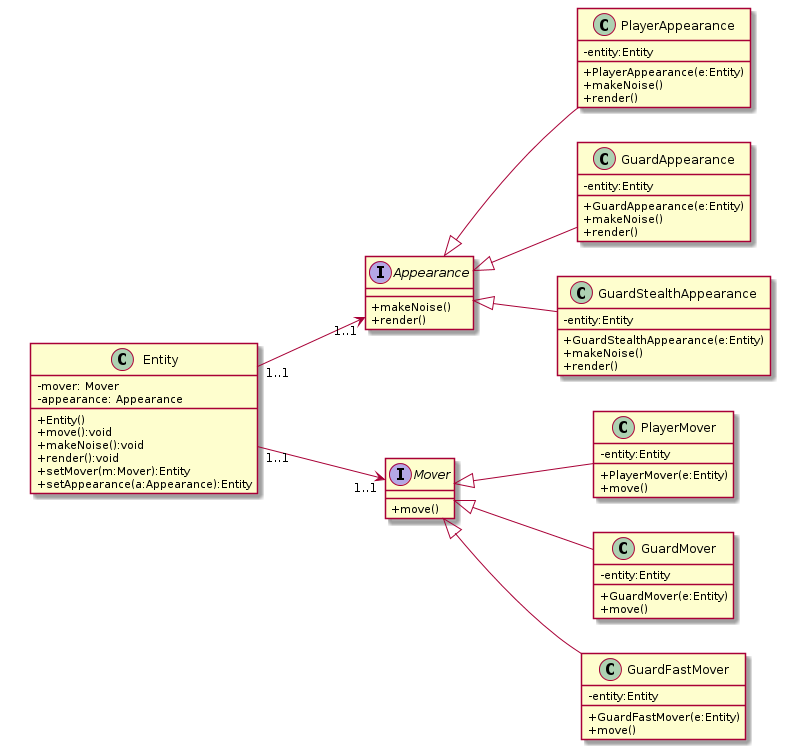 C PlayerAppearance
-entity:Entity
+PlayerAppearance(e:Entity)
+makeNoise()
+render()
C GuardAppearance
-entity:Entity
+GuardAppearance(e:Entity)
+makeNoise()
+render()
I Appearance
+makeNoise()
+render()
C GuardStealthAppearance
-entity:Entity
+GuardStealthAppearance(e:Entity)
+makeNoise()
+render()
C Entity
-mover: Mover
-appearance: Appearance
+Entity()
+move():void
+makeNoise():void
+render():void
+setMover(m:Mover):Entity
+setAppearance(a:Appearance):Entity
1..1
1..1
1..1
1..1
I Mover
+move()
C PlayerMover
-entity:Entity
+PlayerMover(e:Entity)
+move()
C GuardMover
-entity:Entity
+GuardMover(e:Entity)
+move()
C GuardFastMover
-entity:Entity
+GuardFastMover(e:Entity)
+move()